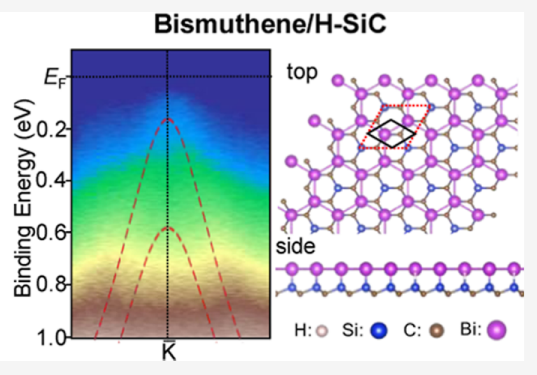 Bismuthene/H-SiC
EF
0.2
0.4
0.6
0.8
1.0
Binding Energy (eV)
K̅
top
side
H: Si: C: Bi: